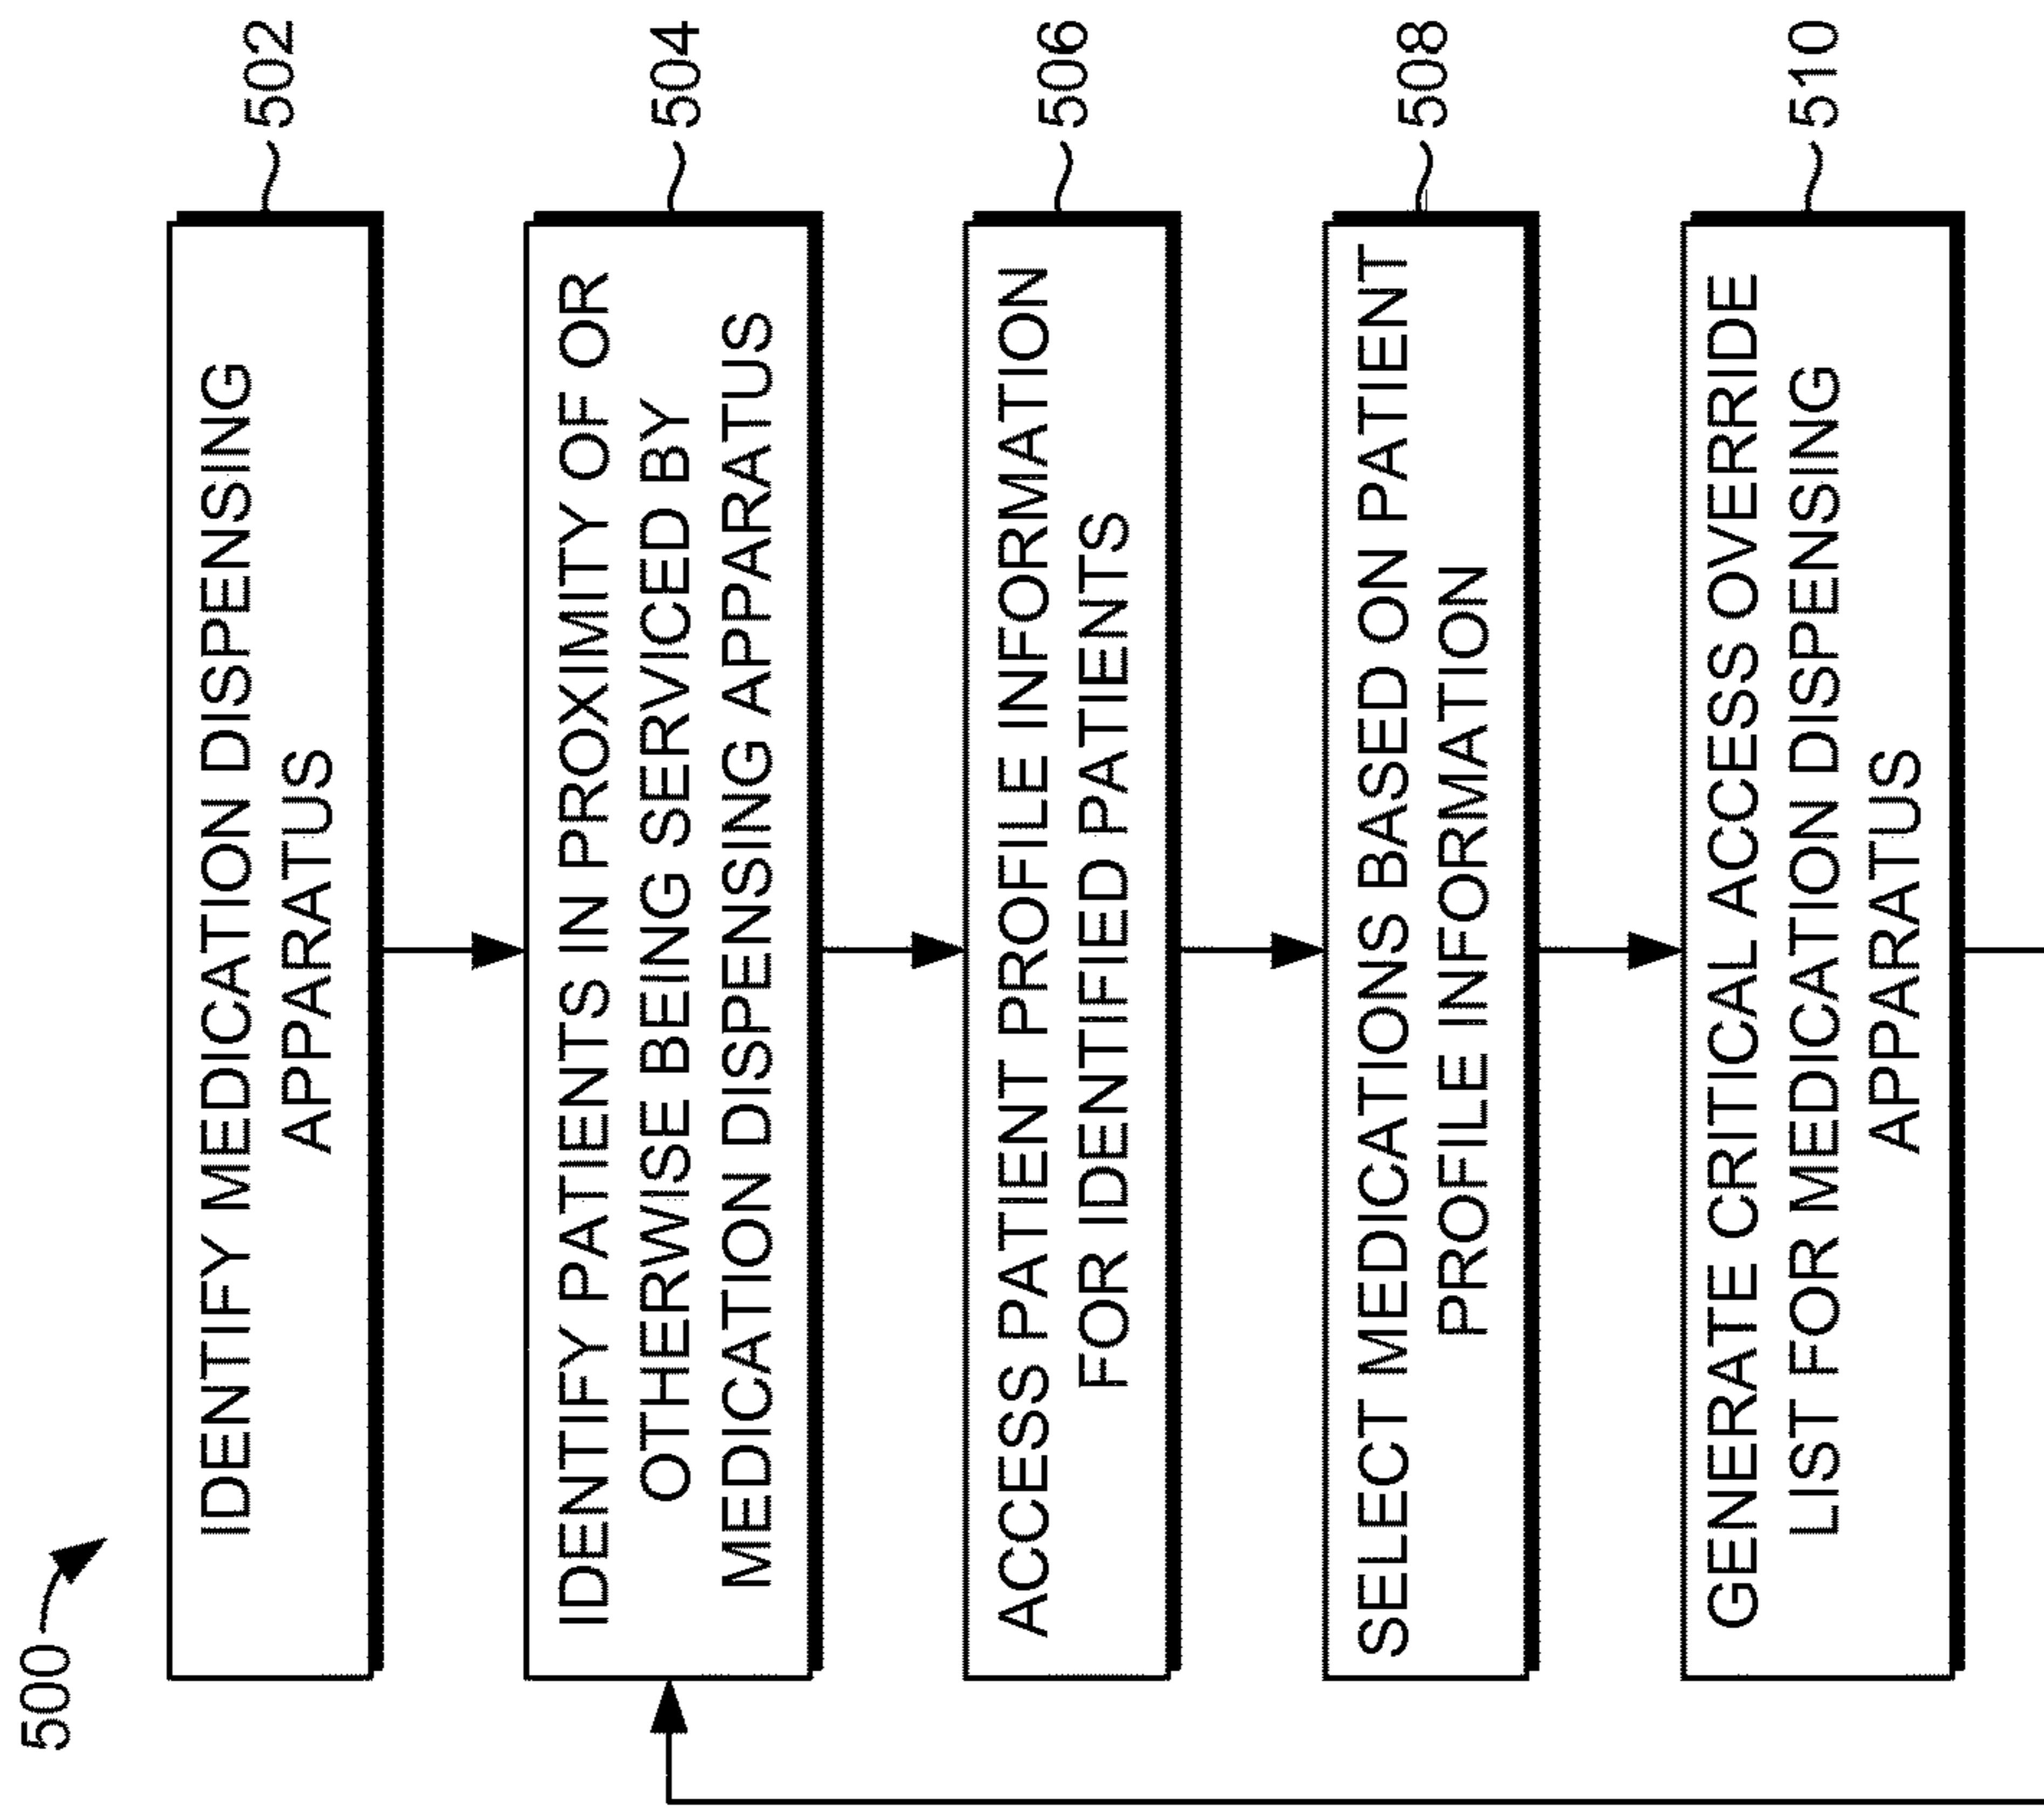 500
IDENTIFY MEDICATION DISPENSING
APPARATUS
502
IDENTIFY PATIENTS IN PROXIMITY OF OR
OTHERWISE BEING SERVICED BY
MEDICATION DISPENSING APPARATUS
504
ACCESS PATIENT PROFILE INFORMATION
FOR IDENTIFIED PATIENTS
506
SELECT MEDICATIONS BASED ON PATIENT
PROFILE INFORMATION
508
GENERATE CRITICAL ACCESS OVERRIDE
LIST FOR MEDICATION DISPENSING
APPARATUS
510